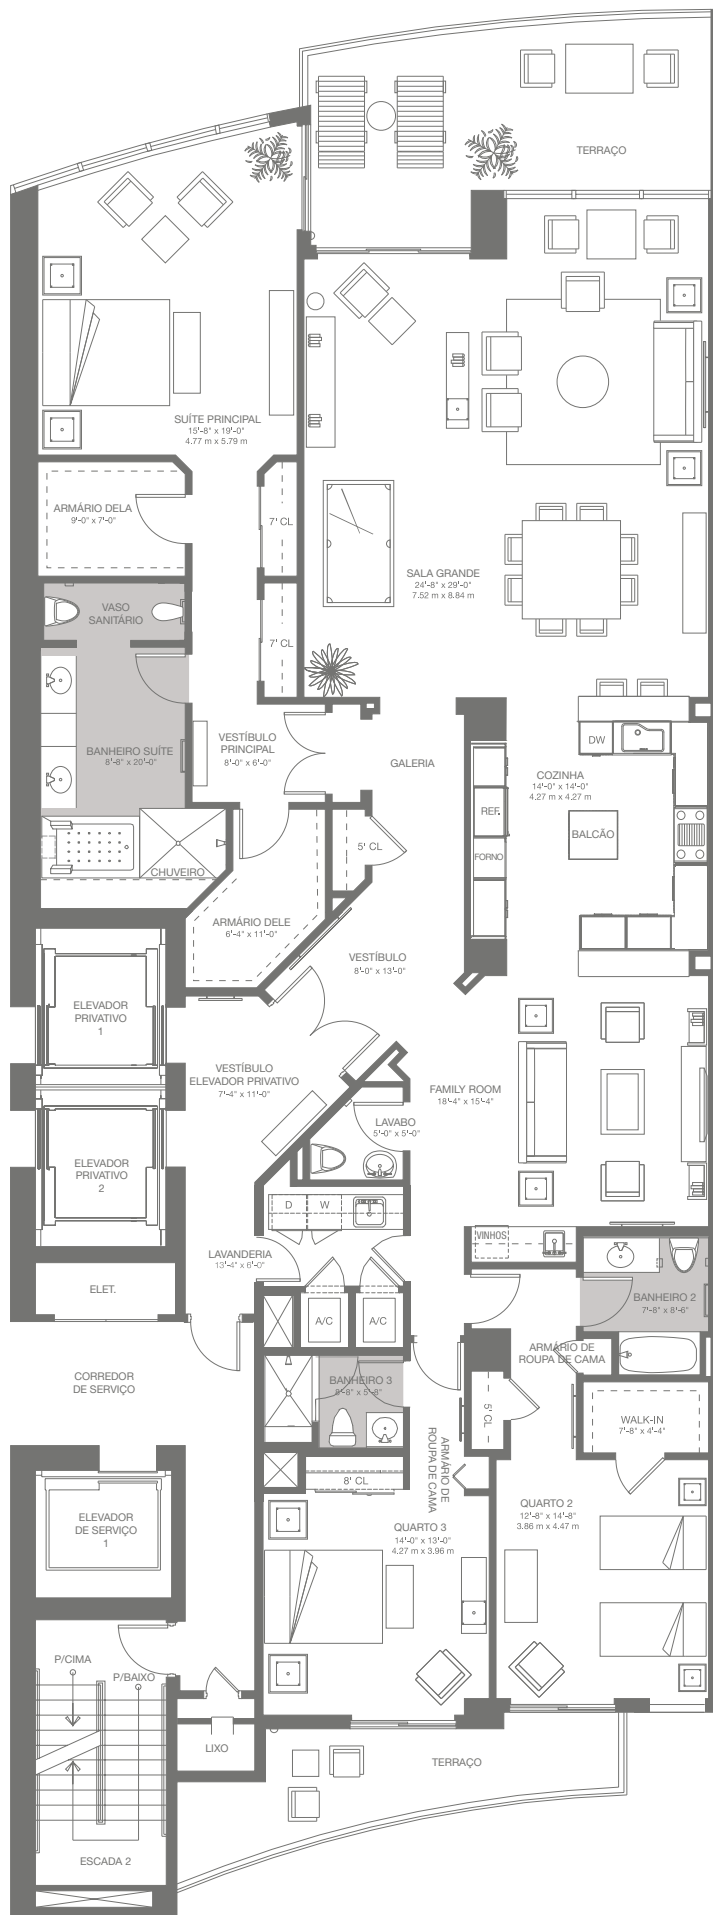 TERRAÇO
SUÍTE PRINCIPAL
15'-8" x 19'-0"
4.77 m x 5.79 m
ARMÁRIO DELA
9'-0" x 7'-0"
7' CL
SALA GRANDE
24'-8" x 29'-0"
7.52 m x 8.84 m
VASO
SANITÁRIO
7' CL
BANHEIRO SUÍTE
8'-8" x 20'-0"
VESTÍBULO
PRINCIPAL
8'-0" x 6'-0"
GALERIA
DW
COZINHA
14'-0" x 14'-0"
4.27 m x 4.27 m
REF.
BALCÃO
FORNO
5' CL
CHUVEIRO
ARMÁRIO DELE
6'-4" x 11'-0"
VESTÍBULO
8'-0" x 13'-0"
ELEVADOR
PRIVATIVO
1
VESTÍBULO
ELEVADOR PRIVATIVO
7'-4" x 11'-0"
FAMILY ROOM
18'-4" x 15'-4"
LAVABO
5'-0" x 5'-0"
ELEVADOR
PRIVATIVO
2
D
W
LAVANDERIA
13'-4" x 6'-0"
VINHOS
ELET.
A/C
A/C
BANHEIRO 2
7'-8" x 8'-6"
ARMÁRIO DE
ROUPA DE CAMA
CORREDOR
DE SERVIÇO
BANHEIRO 3
8'-8" x 5'-8"
5' CL
WALK-IN
7'-8" x 4'-4"
ARMÁRIO DE
ROUPA DE CAMA
8' CL
ELEVADOR
DE SERVIÇO
1
QUARTO 3
14'-0" x 13'-0"
4.27 m x 3.96 m
QUARTO 2
12'-8" x 14'-8"
3.86 m x 4.47 m
P/CIMA
P/BAIXO
LIXO
TERRAÇO
ESCADA 2